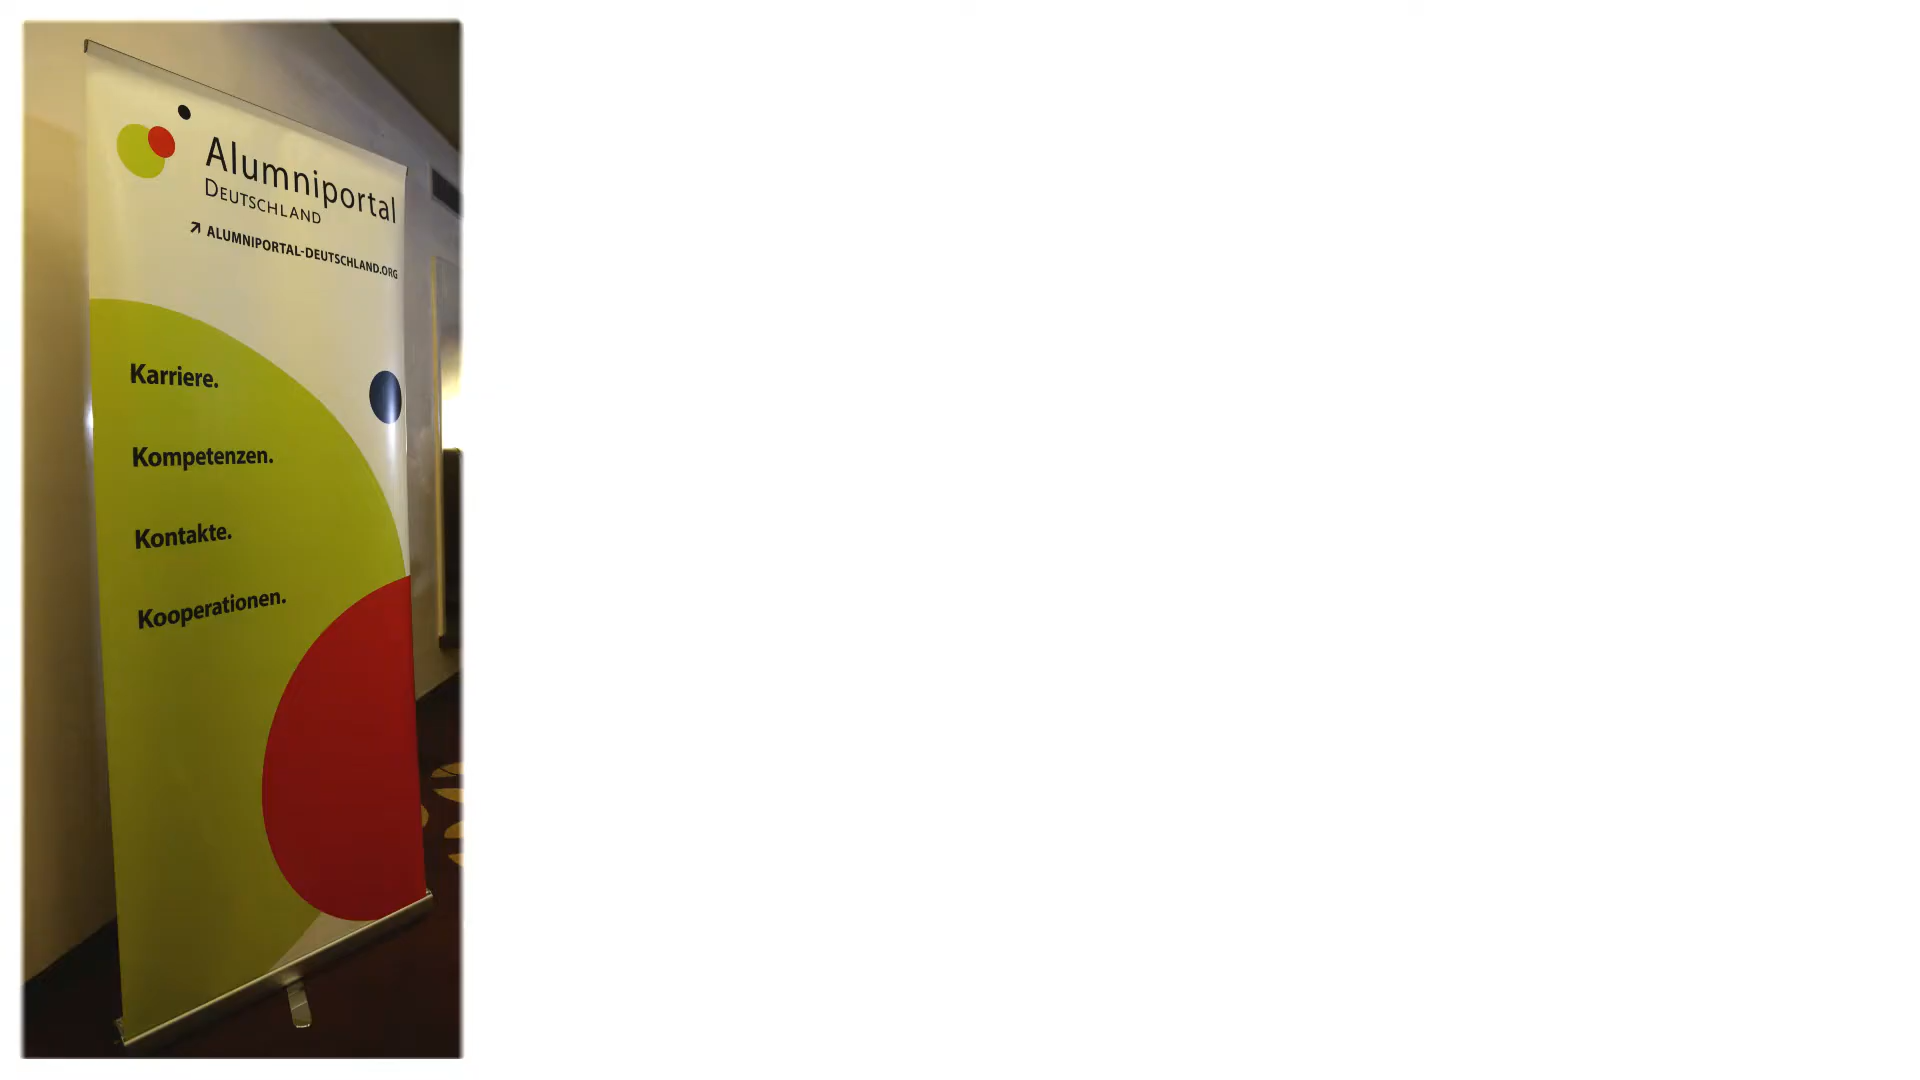 Alumniportal
DEUTSCHLAND
↗ ALUMNIPORTAL-DEUTSCHLAND.ORG
Karriere.
Kompetenzen.
Kontakte.
Kooperationen.